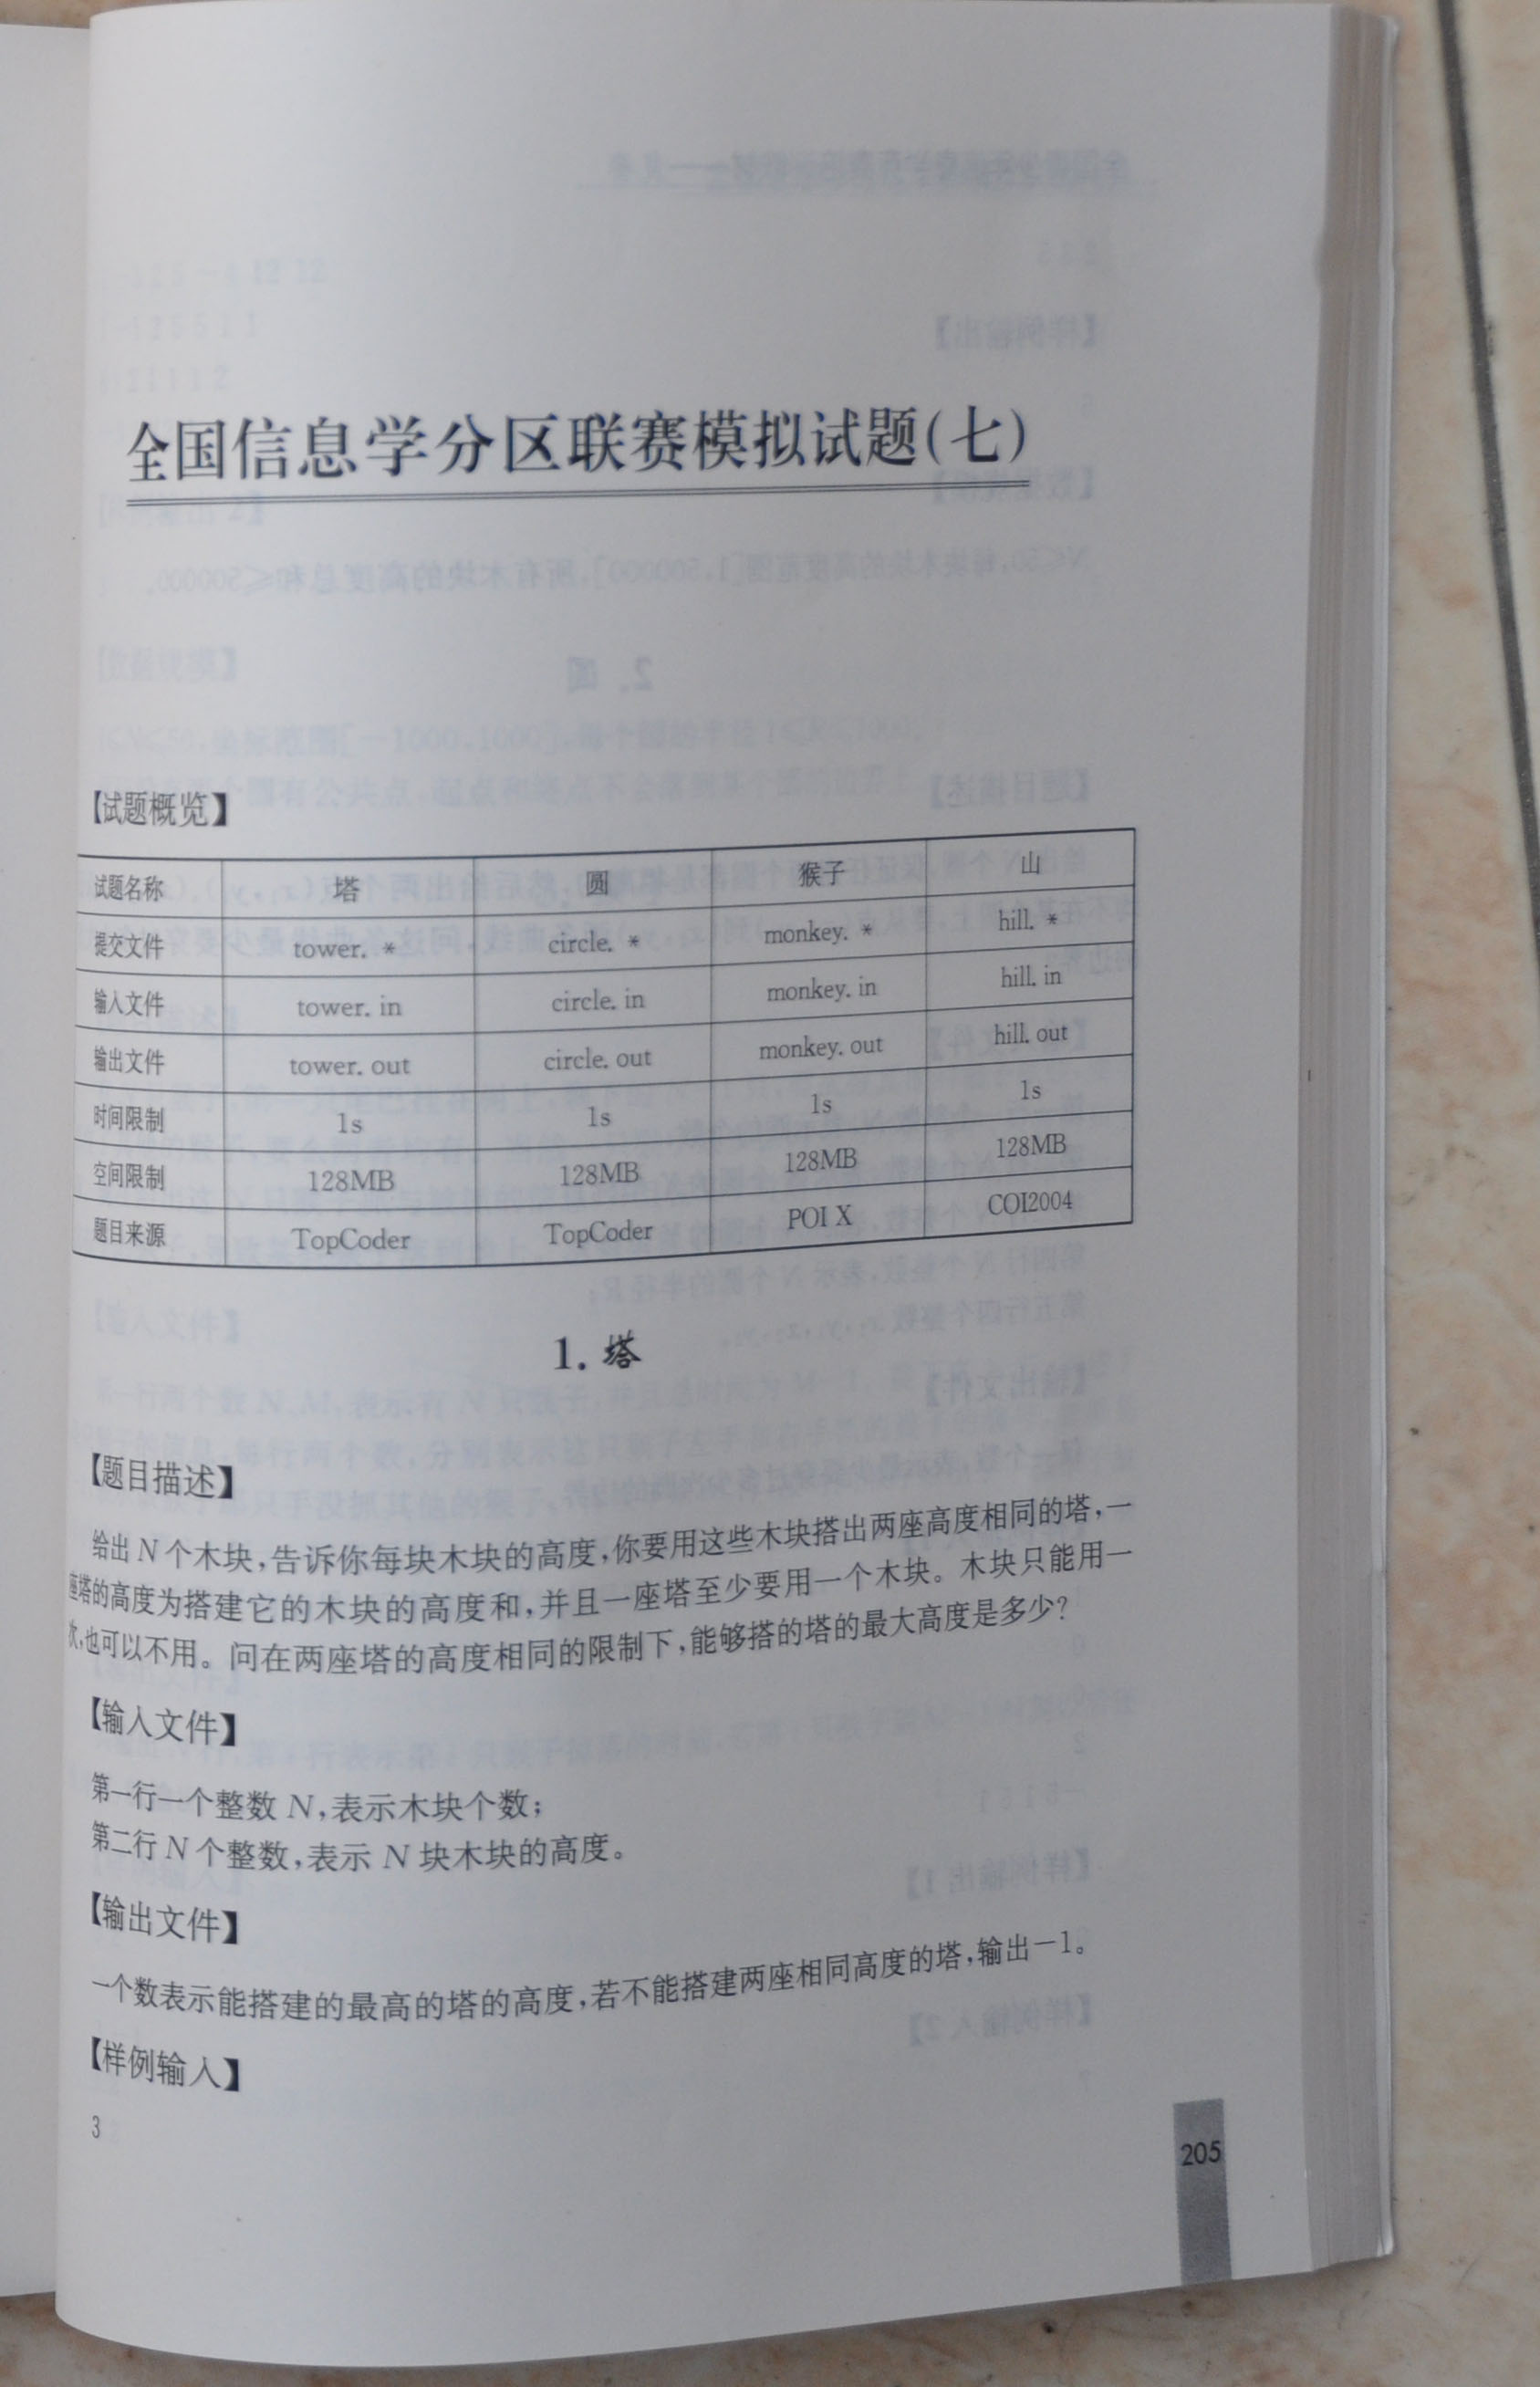 全国信息学分区联赛模拟试题(七)
【试题概览】
试题名称 塔 圆 猴子 山
提交文件 tower. * circle. * monkey. * hill. *
输入文件 tower. in circle. in monkey. in hill. in
输出文件 tower. out circle. out monkey. out hill. out
时间限制 1s 1s 1s 1s
空间限制 128MB 128MB 128MB 128MB
题目来源 TopCoder TopCoder POI X COI2004
1. 塔
【题目描述】
给出 N 个木块,告诉你每块木块的高度,你要用这些木块搭出两座高度相同的塔,一
座塔的高度为搭建它的木块的高度和,并且一座塔至少要用一个木块。木块只能用一
次,也可以不用。问在两座塔的高度相同的限制下,能够搭的塔的最大高度是多少?
【输入文件】
第一行一个整数 N,表示木块个数;
第二行 N 个整数,表示 N 块木块的高度。
【输出文件】
一个数表示能搭建的最高的塔的高度,若不能搭建两座相同高度的塔,输出-1。
【样例输入】
3
205